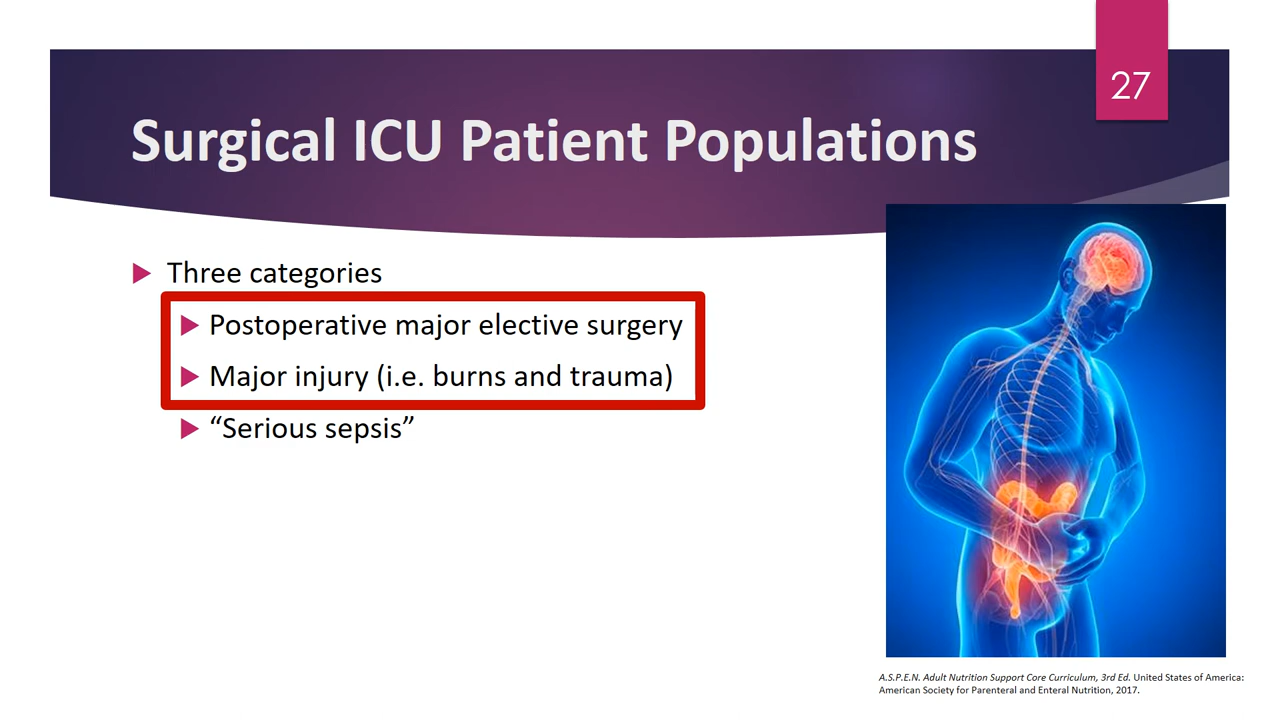 27
Surgical ICU Patient Populations
Three categories
Postoperative major elective surgery
Major injury (i.e. burns and trauma)
“Serious sepsis”
A.S.P.E.N. Adult Nutrition Support Core Curriculum, 3rd Ed. United States of America:
American Society for Parenteral and Enteral Nutrition, 2017.